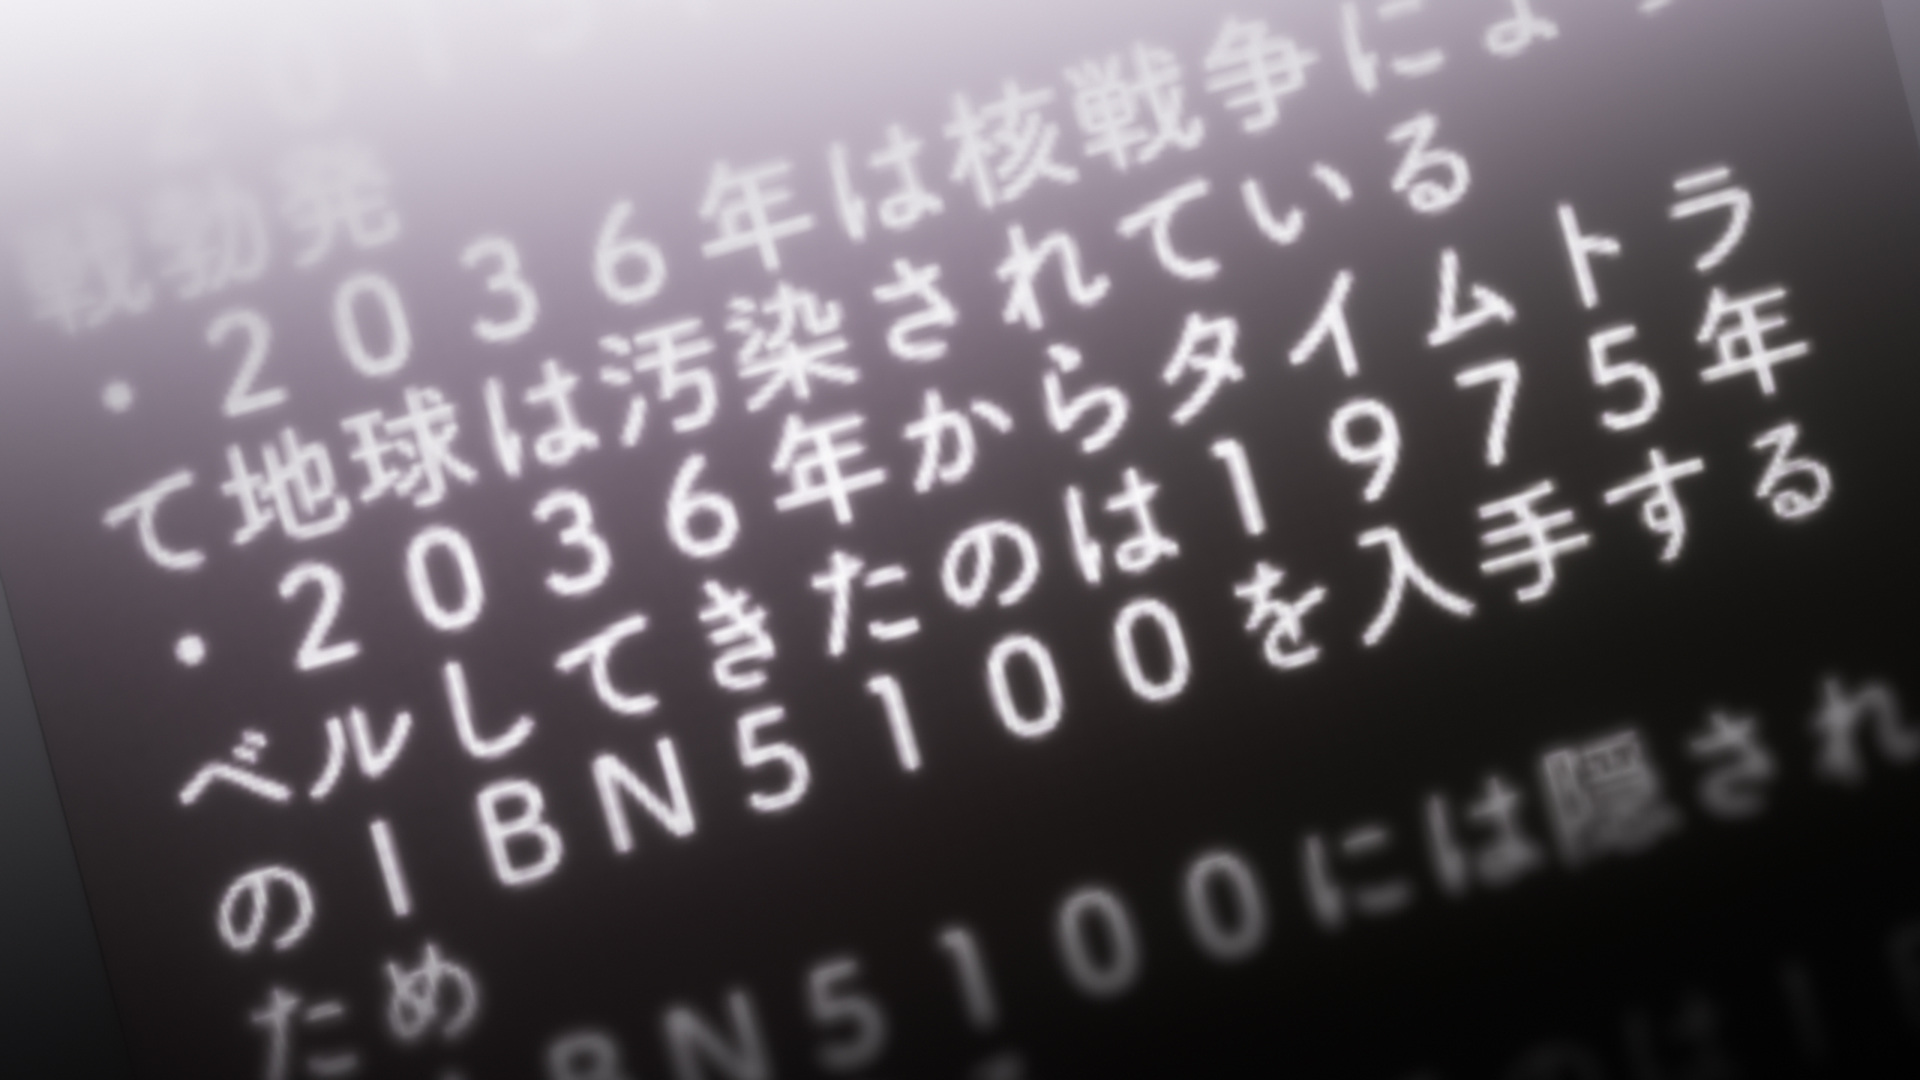 戦勃発
・２０３６年は核戦争によっ
て地球は汚染されている
・２０３６年からタイムトラ
ベルしてきたのは１９７５年
のＩＢＮ５１００を入手する
ため
ＩＢＮ５１００には隠され